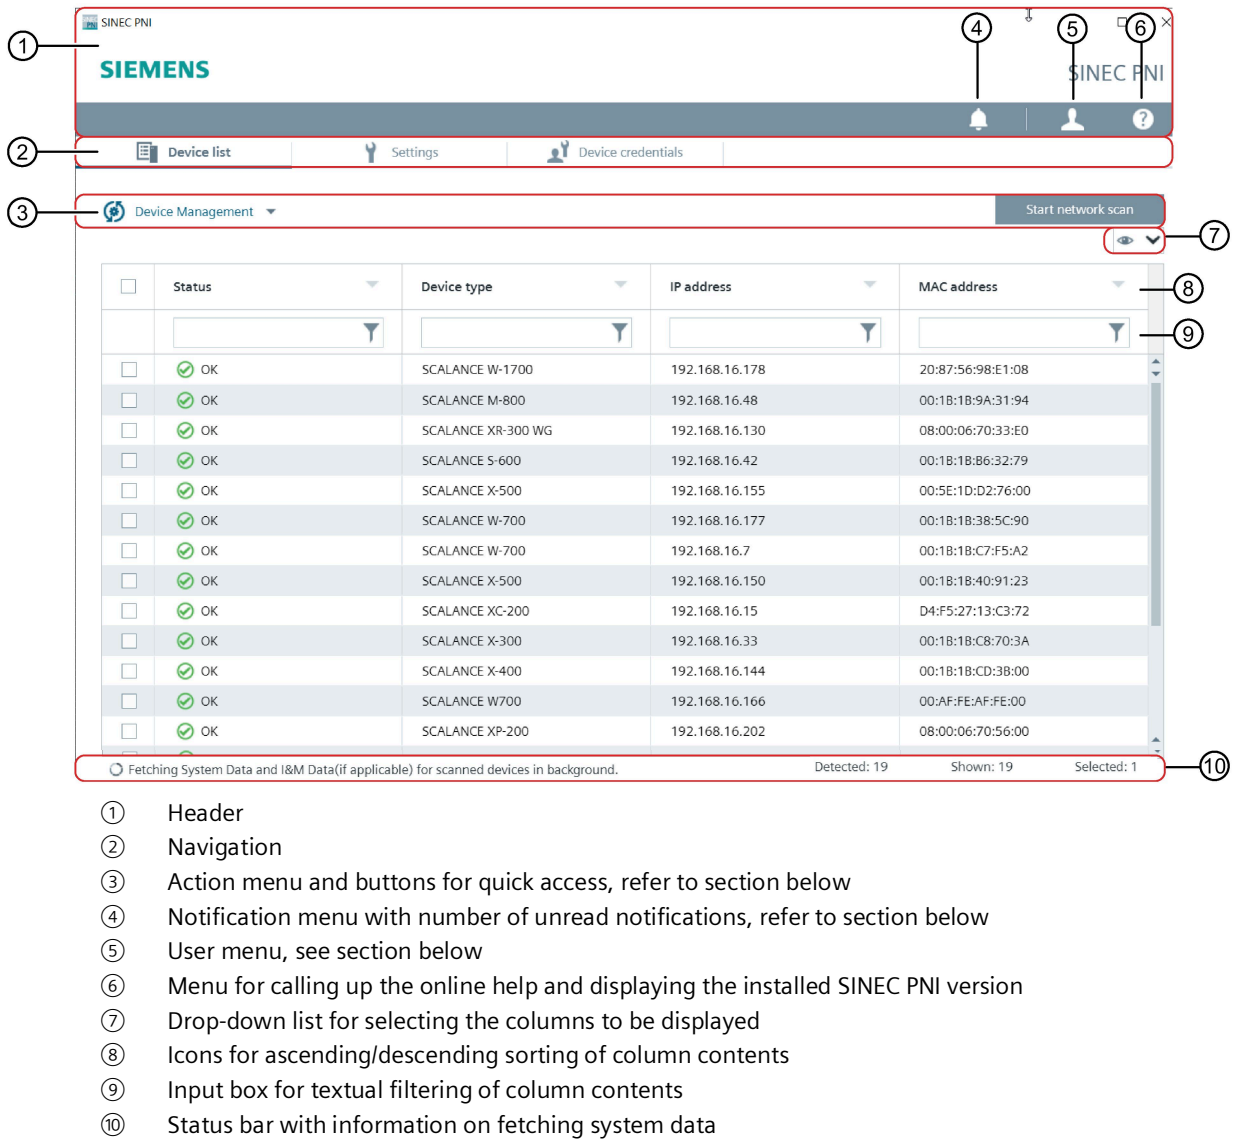 SINEC PNI
4 5 6
1
SIEMENS
SINEC PNI
?
2 Device list Settings Device credentials
3 Device Management Start network scan
7
Status Device type IP address MAC address 8
9
OK SCALANCE W-1700 192.168.16.178 20:87:56:98:E1:08
OK SCALANCE M-800 192.168.16.48 00:1B:1B:9A:31:94
OK SCALANCE XR-300 WG 192.168.16.130 08:00:06:70:33:E0
OK SCALANCE S-600 192.168.16.42 00:1B:1B:B6:32:79
OK SCALANCE X-500 192.168.16.155 00:5E:1D:D2:76:00
OK SCALANCE W-700 192.168.16.177 00:1B:1B:38:5C:90
OK SCALANCE W-700 192.168.16.7 00:1B:1B:C7:F5:A2
OK SCALANCE X-500 192.168.16.150 00:1B:1B:40:91:23
OK SCALANCE XC-200 192.168.16.15 D4:F5:27:13:C3:72
OK SCALANCE X-300 192.168.16.33 00:1B:1B:C8:70:3A
OK SCALANCE X-400 192.168.16.144 00:1B:1B:CD:3B:00
OK SCALANCE W700 192.168.16.166 00:AF:FE:AF:FE:00
OK SCALANCE XP-200 192.168.16.202 08:00:06:70:56:00
Fetching System Data and I&M Data(if applicable) for scanned devices in background. Detected: 19 Shown: 19 Selected: 1 10
① Header
② Navigation
③ Action menu and buttons for quick access, refer to section below
④ Notification menu with number of unread notifications, refer to section below
⑤ User menu, see section below
⑥ Menu for calling up the online help and displaying the installed SINEC PNI version
⑦ Drop-down list for selecting the columns to be displayed
⑧ Icons for ascending/descending sorting of column contents
⑨ Input box for textual filtering of column contents
⑩ Status bar with information on fetching system data